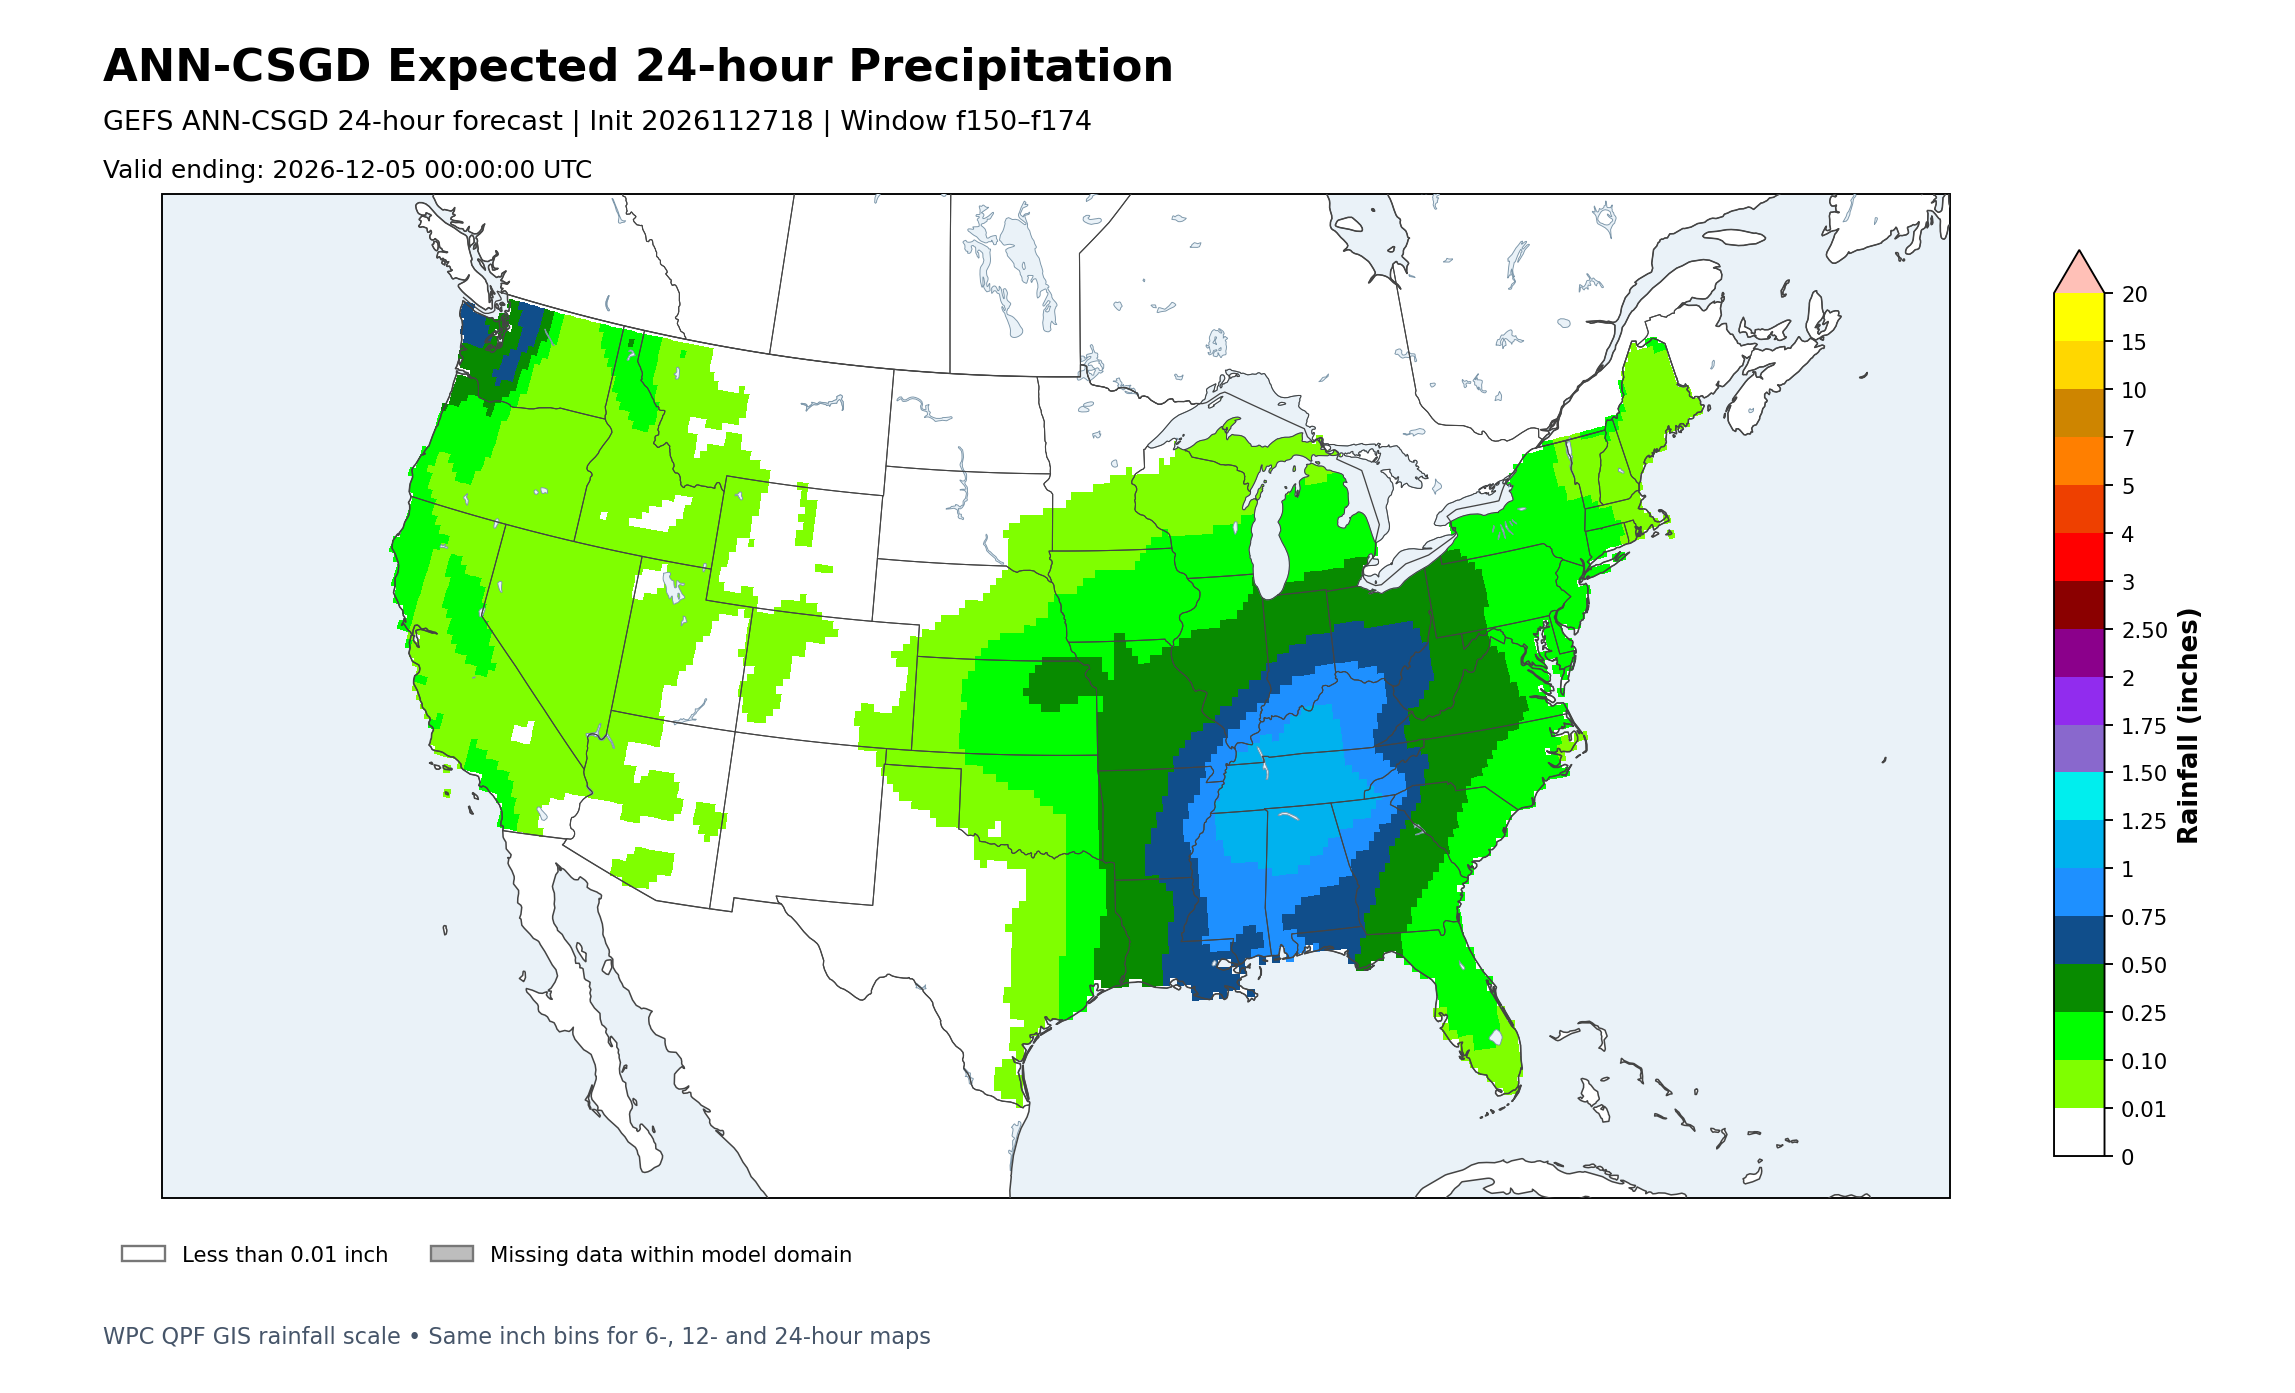 ANN-CSGD Expected 24-hour Precipitation
GEFS ANN-CSGD 24-hour forecast | Init 2026112718 | Window f150–f174
Valid ending: 2026-12-05 00:00:00 UTC
20
15
10
7
5
4
3
2.50
2
1.75
1.50
1.25
1
0.75
0.50
0.25
0.10
0.01
0
Rainfall (inches)
Less than 0.01 inch
Missing data within model domain
WPC QPF GIS rainfall scale • Same inch bins for 6-, 12- and 24-hour maps